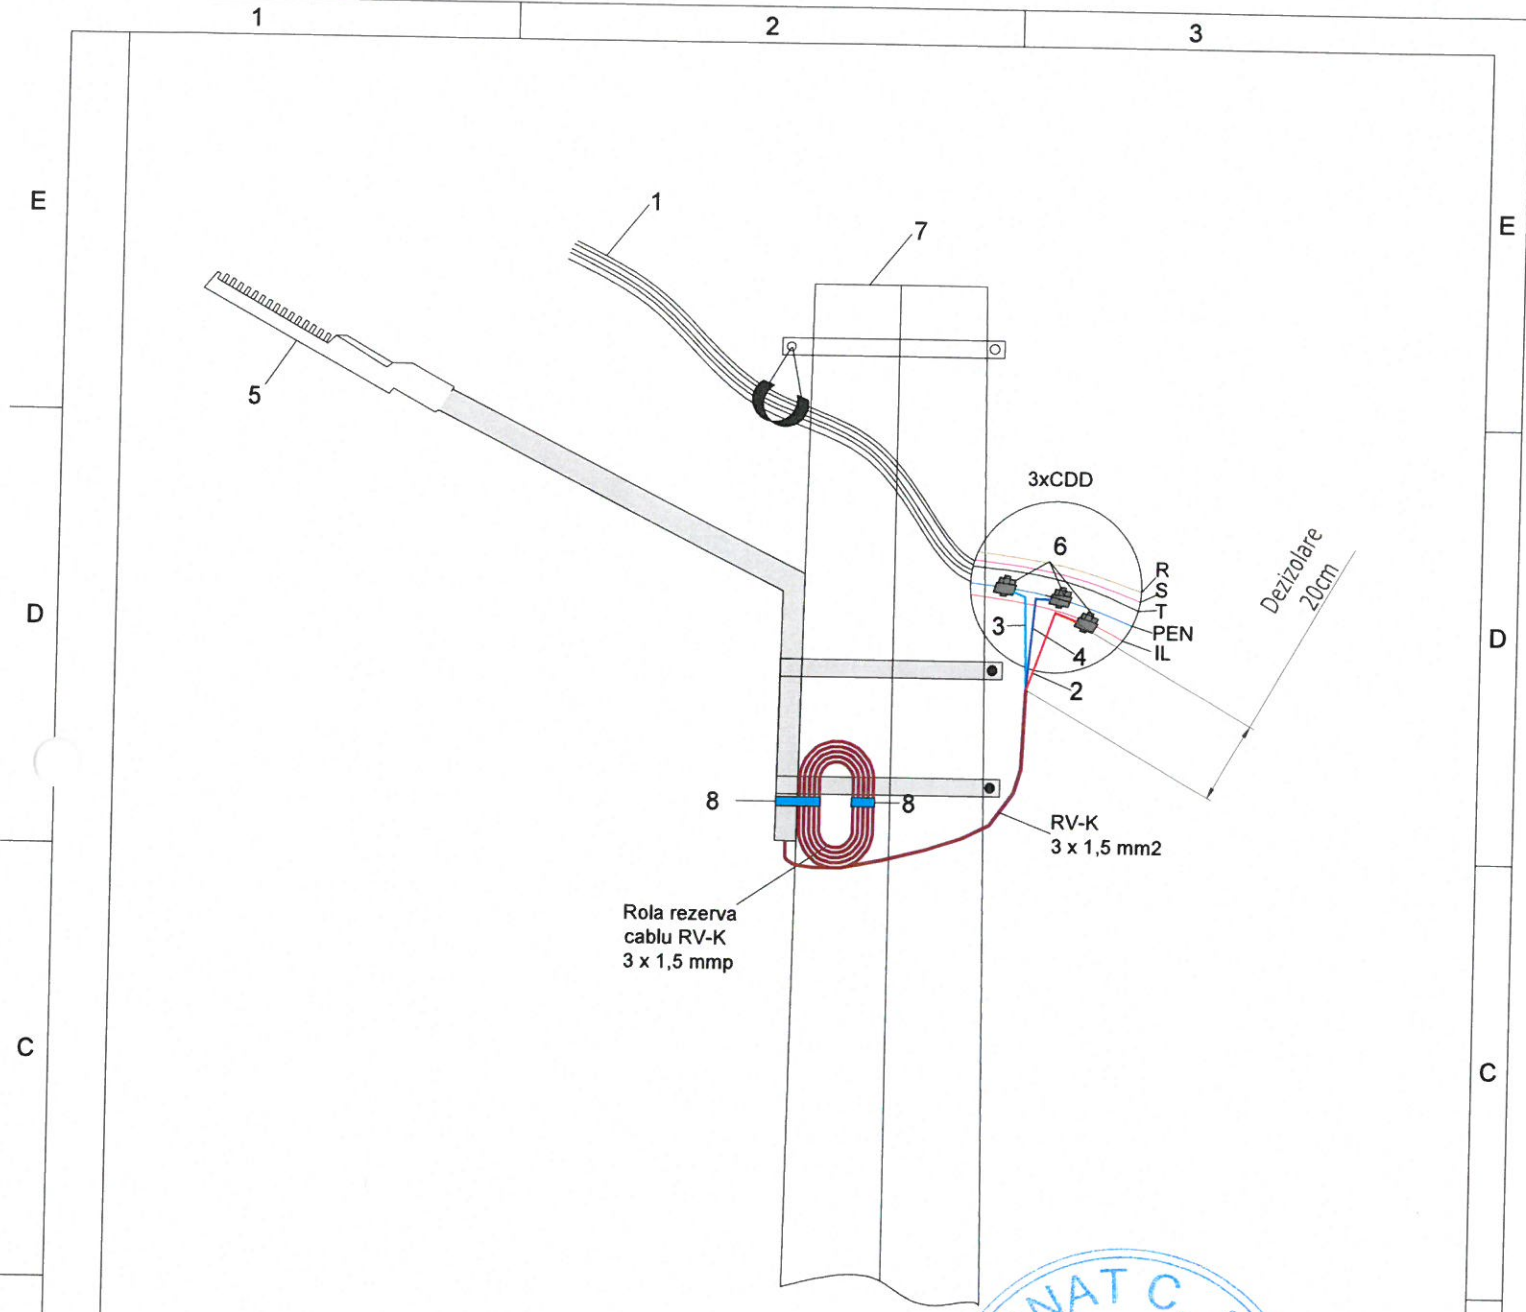 1
2
3
E
E
1
7
5
3xCDD
6
R
S
T
PEN
IL
3
4
2
Dezizolare
20cm
D
D
8
8
RV-K
3 x 1,5 mm2
Rola rezerva
cablu RV-K
3 x 1,5 mmp
C
C
NAT C